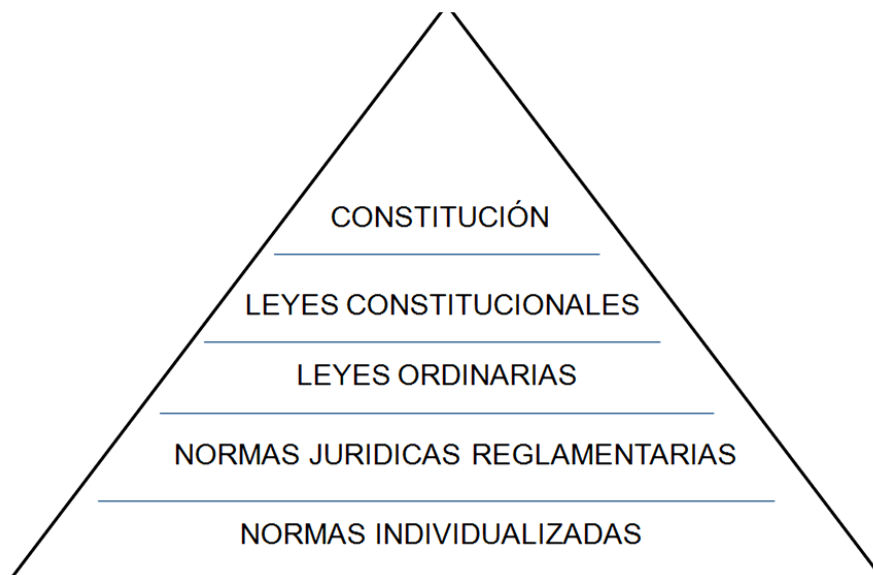 CONSTITUCIÓN
LEYES CONSTITUCIONALES
LEYES ORDINARIAS
NORMAS JURIDICAS REGLAMENTARIAS
NORMAS INDIVIDUALIZADAS